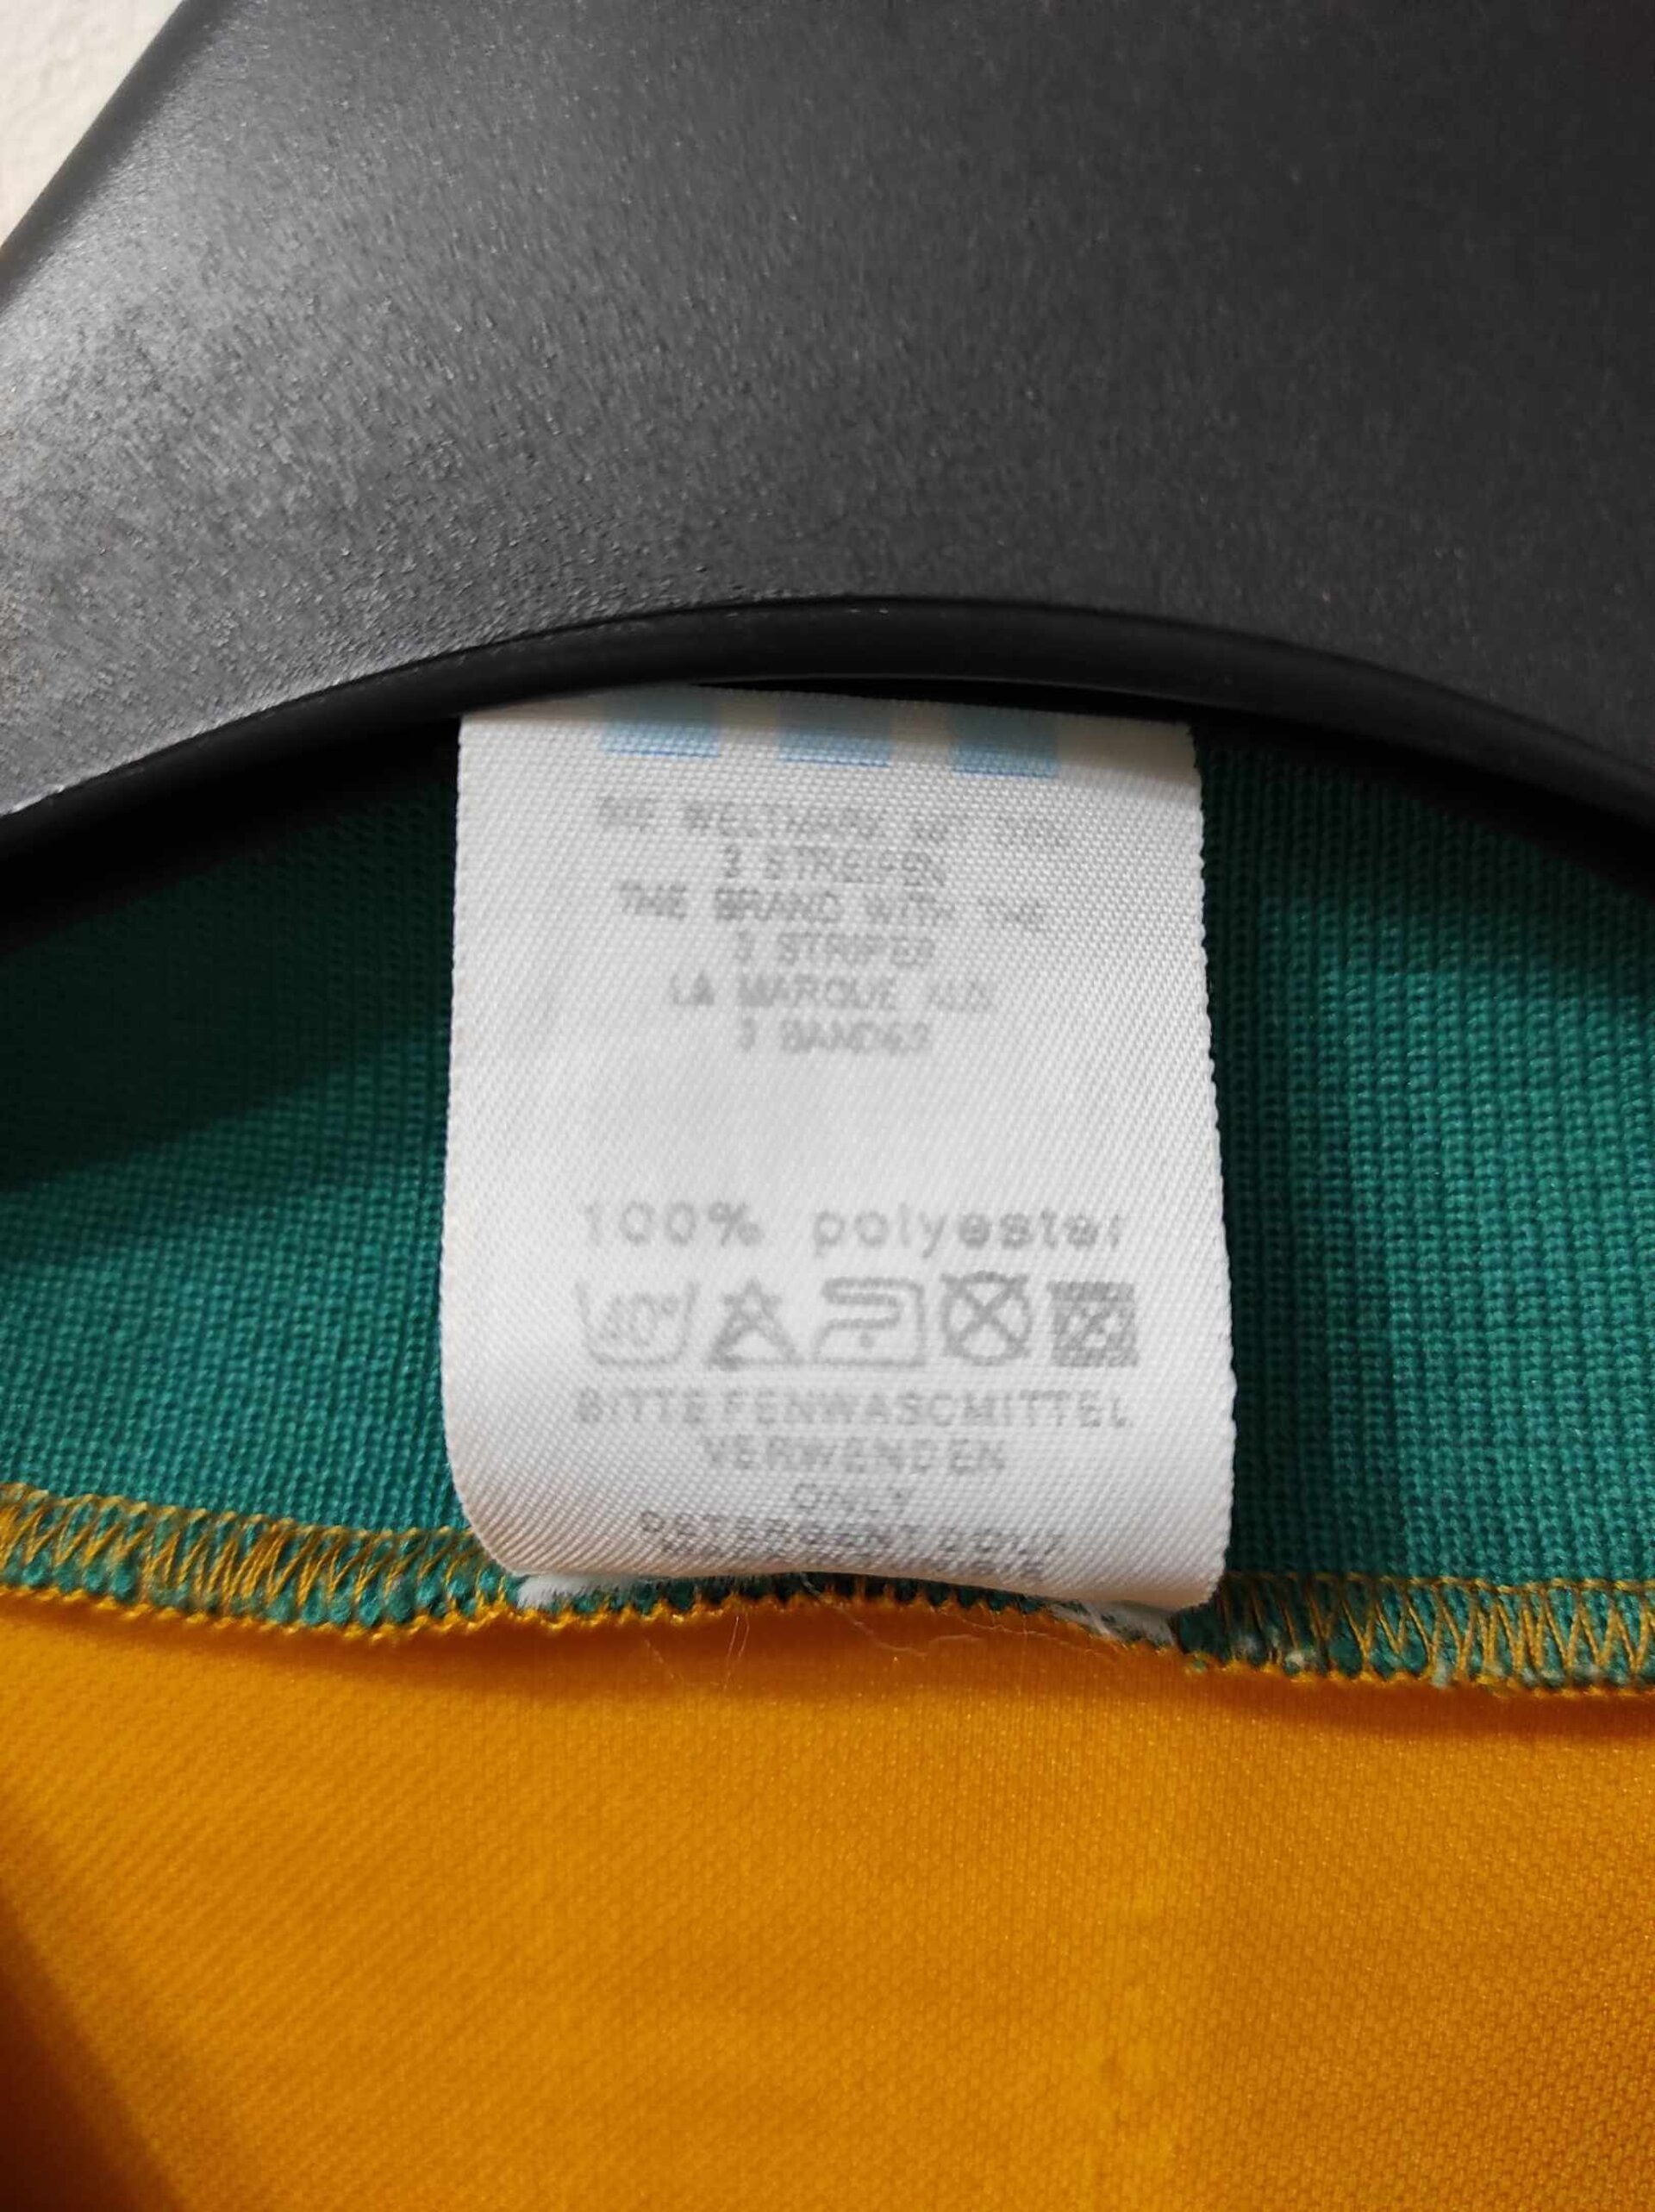 DIE WELTMARKE MIT DEN
3 STREIFEN
THE BRAND WITH THE
3 STRIPES
LA MARQUE AUX
3 BANDES
100% polyester
40°
BITTE FEINWASCMITTEL
VERWENDEN
ONLY